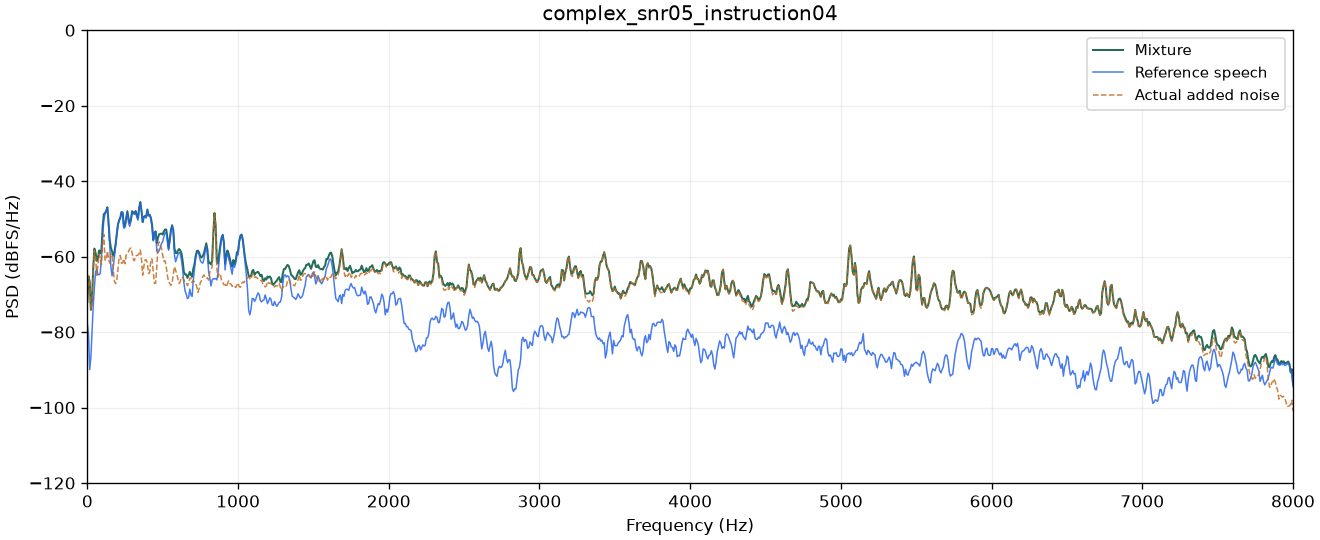 complex_snr05_instruction04
Mixture
Reference speech
Actual added noise
PSD (dBFS/Hz)
0
−20
−40
−60
−80
−100
−120
0 1000 2000 3000 4000 5000 6000 7000 8000
Frequency (Hz)